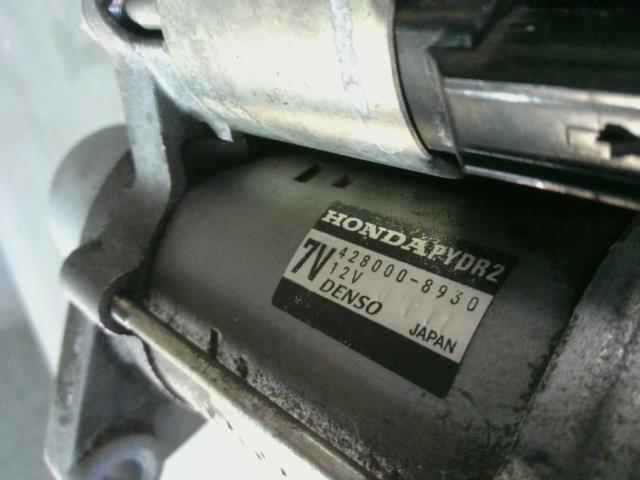 HONDA PYDR2
7V 428000-8930
12V
DENSO
JAPAN